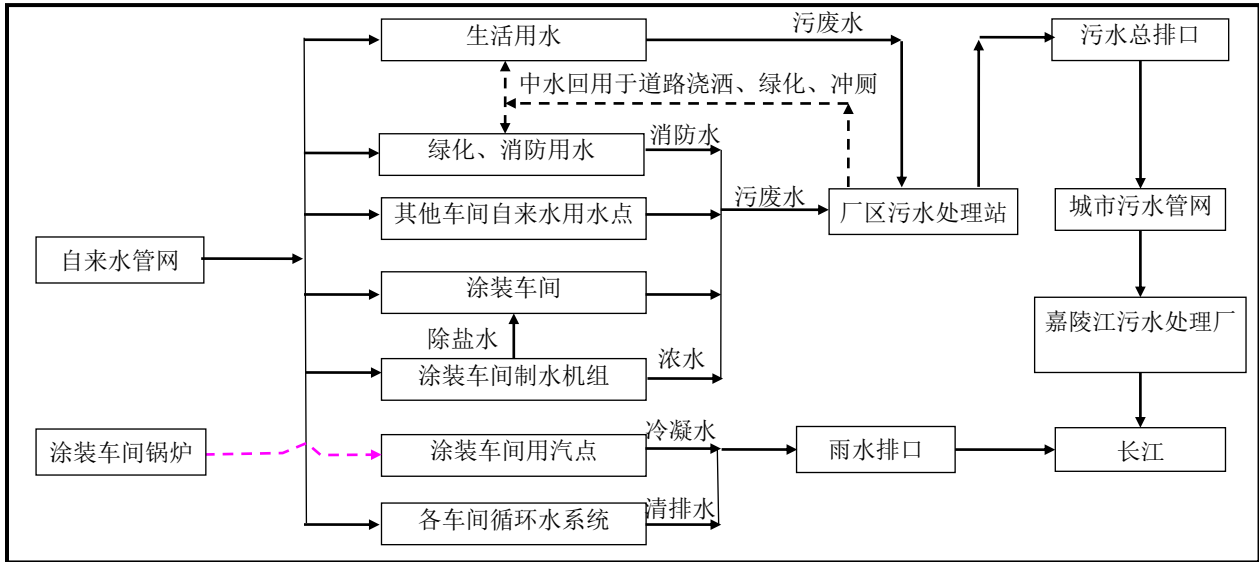 生活用水
污废水
污水总排口
中水回用于道路浇洒、绿化、冲厕
绿化、消防用水
消防水
其他车间自来水用水点
污废水
厂区污水处理站
城市污水管网
自来水管网
涂装车间
嘉陵江污水处理厂
除盐水
涂装车间制水机组
浓水
涂装车间锅炉
涂装车间用汽点
冷凝水
雨水排口
长江
各车间循环水系统
清排水